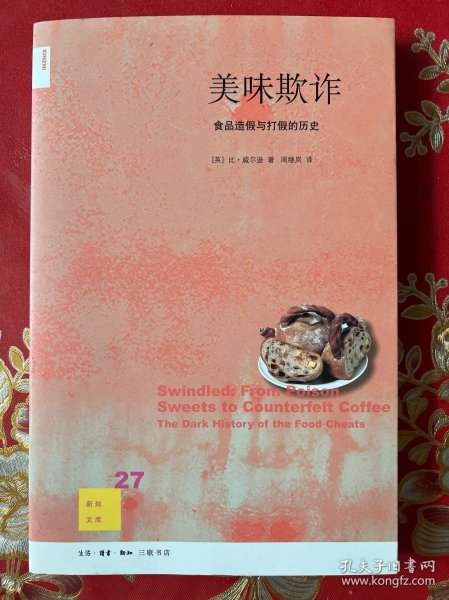 XINZHI
美味欺诈
食品造假与打假的历史
[英] 比·威尔逊 著 周继岚 译
Swindled: From Poison
Sweets to Counterfeit Coffee
The Dark History of the Food Cheats
27
新知
文库
生活·讀書·新知 三联书店
孔夫子旧书网
www.kongfz.com